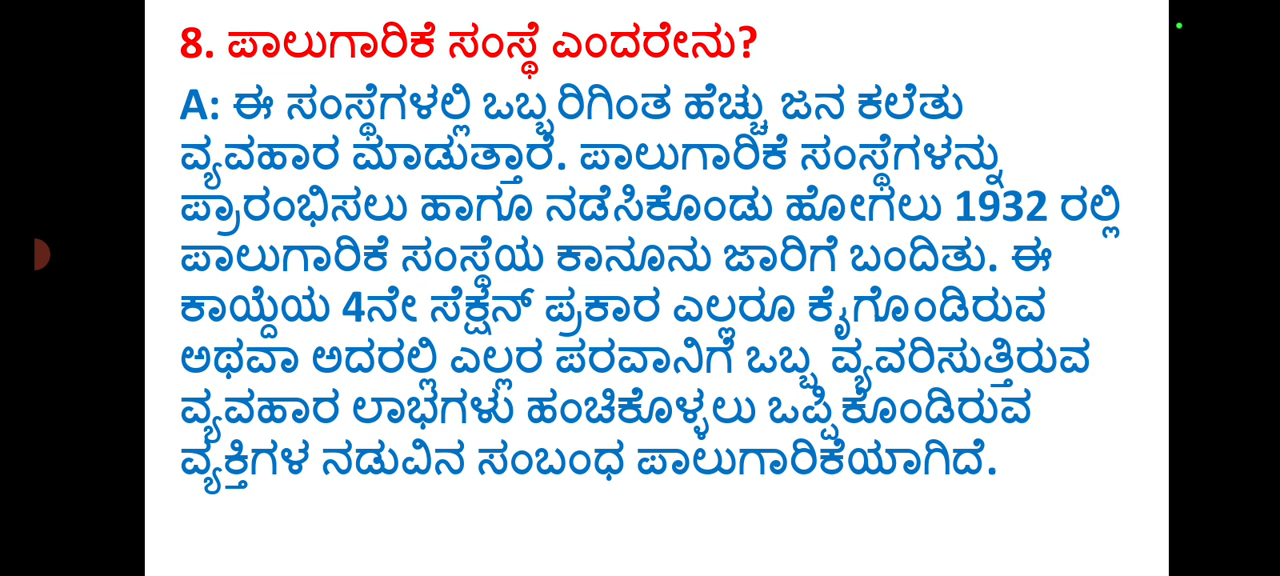 8. ಪಾಲುಗಾರಿಕೆ ಸಂಸ್ಥೆ ಎಂದರೇನು?
A: ಈ ಸಂಸ್ಥೆಗಳಲ್ಲಿ ಒಬ್ಬರಿಗಿಂತ ಹೆಚ್ಚು ಜನ ಕಲೆತು
ವ್ಯವಹಾರ ಮಾಡುತ್ತಾರೆ. ಪಾಲುಗಾರಿಕೆ ಸಂಸ್ಥೆಗಳನ್ನು
ಪ್ರಾರಂಭಿಸಲು ಹಾಗೂ ನಡೆಸಿಕೊಂಡು ಹೋಗಲು 1932 ರಲ್ಲಿ
ಪಾಲುಗಾರಿಕೆ ಸಂಸ್ಥೆಯ ಕಾನೂನು ಜಾರಿಗೆ ಬಂದಿತು. ಈ
ಕಾಯ್ದೆಯ 4ನೇ ಸೆಕ್ಷನ್ ಪ್ರಕಾರ ಎಲ್ಲರೂ ಕೈಗೊಂಡಿರುವ
ಅಥವಾ ಅದರಲ್ಲಿ ಎಲ್ಲರ ಪರವಾನಿಗೆ ಒಬ್ಬ ವ್ಯವರಿಸುತ್ತಿರುವ
ವ್ಯವಹಾರ ಲಾಭಗಳು ಹಂಚಿಕೊಳ್ಳಲು ಒಪ್ಪಿಕೊಂಡಿರುವ
ವ್ಯಕ್ತಿಗಳ ನಡುವಿನ ಸಂಬಂಧ ಪಾಲುಗಾರಿಕೆಯಾಗಿದೆ.